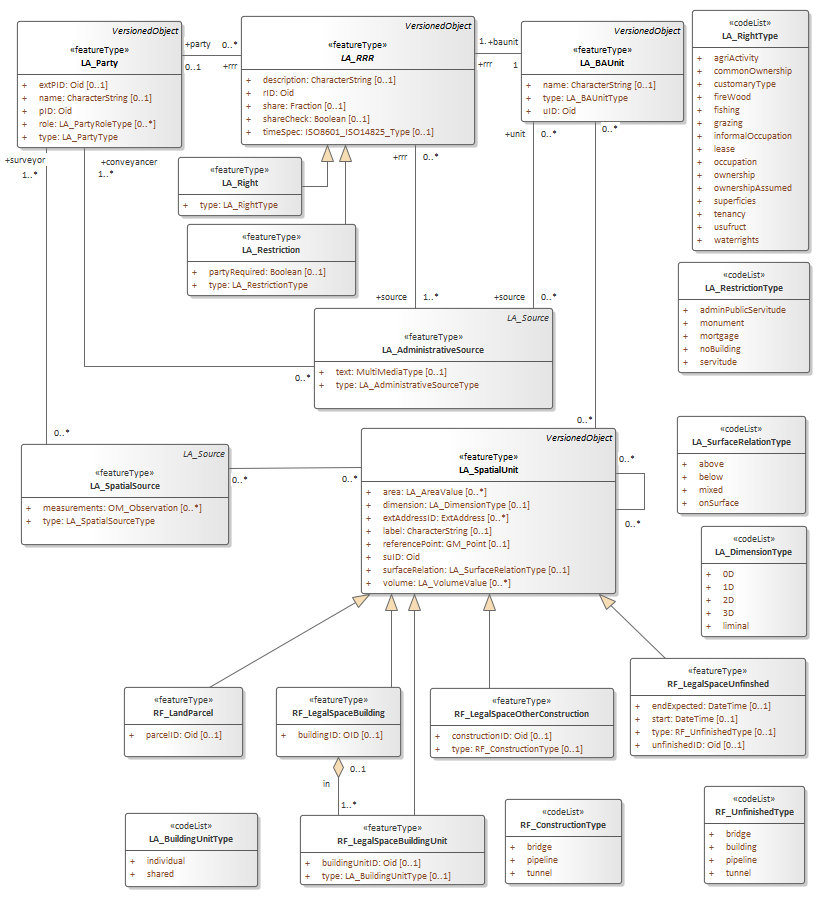 VersionedObject
«featureType»
LA_Party
+ extPID: Oid [0..1]
+ name: CharacterString [0..1]
+ pID: Oid
+ role: LA_PartyRoleType [0..*]
+ type: LA_PartyType
+party
0..*
0..1
+rrr
VersionedObject
«featureType»
LA_RRR
+ description: CharacterString [0..1]
+ rID: Oid
+ share: Fraction [0..1]
+ shareCheck: Boolean [0..1]
+ timeSpec: ISO8601_ISO14825_Type [0..1]
1..
+baunit
+rrr
1
VersionedObject
«featureType»
LA_BAUnit
+ name: CharacterString [0..1]
+ type: LA_BAUnitType
+ uID: Oid
«codeList»
LA_RightType
+ agriActivity
+ commonOwnership
+ customaryType
+ fireWood
+ fishing
+ grazing
+ informalOccupation
+ lease
+ occupation
+ ownership
+ ownershipAssumed
+ superficies
+ tenancy
+ usufruct
+ waterrights
+surveyor
1..*
+conveyancer
1..*
+rrr
0..*
+unit
0..*
0..*
«featureType»
LA_Right
+ type: LA_RightType
«featureType»
LA_Restriction
+ partyRequired: Boolean [0..1]
+ type: LA_RestrictionType
«codeList»
LA_RestrictionType
+ adminPublicServitude
+ monument
+ mortgage
+ noBuilding
+ servitude
+source
1..*
+source
0..*
LA_Source
«featureType»
LA_AdministrativeSource
+ text: MultiMediaType [0..1]
+ type: LA_AdministrativeSourceType
0..*
0..*
0..*
LA_Source
«featureType»
LA_SpatialSource
+ measurements: OM_Observation [0..*]
+ type: LA_SpatialSourceType
0..*
0..*
VersionedObject
«featureType»
LA_SpatialUnit
+ area: LA_AreaValue [0..*]
+ dimension: LA_DimensionType [0..1]
+ extAddressID: ExtAddress [0..*]
+ label: CharacterString [0..1]
+ referencePoint: GM_Point [0..1]
+ suID: Oid
+ surfaceRelation: LA_SurfaceRelationType [0..1]
+ volume: LA_VolumeValue [0..*]
0..*
0..*
«codeList»
LA_SurfaceRelationType
+ above
+ below
+ mixed
+ onSurface
«codeList»
LA_DimensionType
+ 0D
+ 1D
+ 2D
+ 3D
+ liminal
«featureType»
RF_LandParcel
+ parcelID: Oid [0..1]
«featureType»
RF_LegalSpaceBuilding
+ buildingID: OID [0..1]
«featureType»
RF_LegalSpaceOtherConstruction
+ constructionID: Oid [0..1]
+ type: RF_ConstructionType [0..1]
«featureType»
RF_LegalSpaceUnfinshed
+ endExpected: DateTime [0..1]
+ start: DateTime [0..1]
+ type: RF_UnfinishedType [0..1]
+ unfinishedID: Oid [0..1]
0..1
in
1..*
«codeList»
LA_BuildingUnitType
+ individual
+ shared
«featureType»
RF_LegalSpaceBuildingUnit
+ buildingUnitID: Oid [0..1]
+ type: LA_BuildingUnitType [0..1]
«codeList»
RF_ConstructionType
+ bridge
+ pipeline
+ tunnel
«codeList»
RF_UnfinishedType
+ bridge
+ building
+ pipeline
+ tunnel